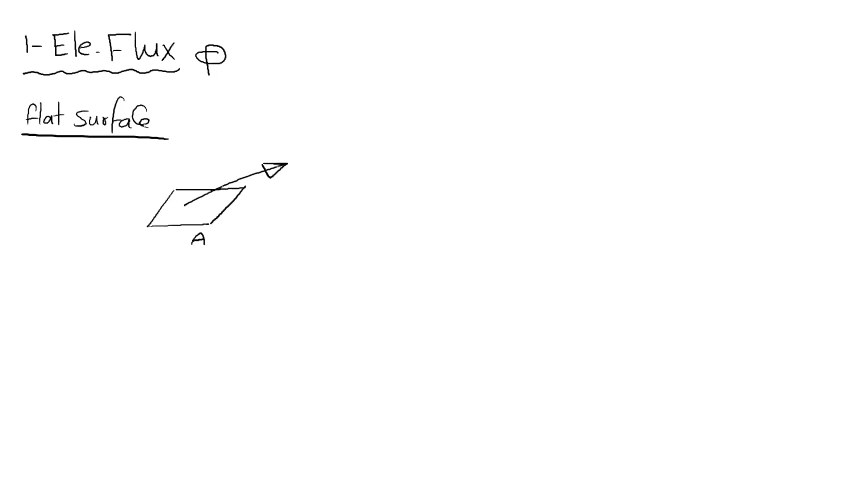 1- Ele. Flux Φ
flat surface
A